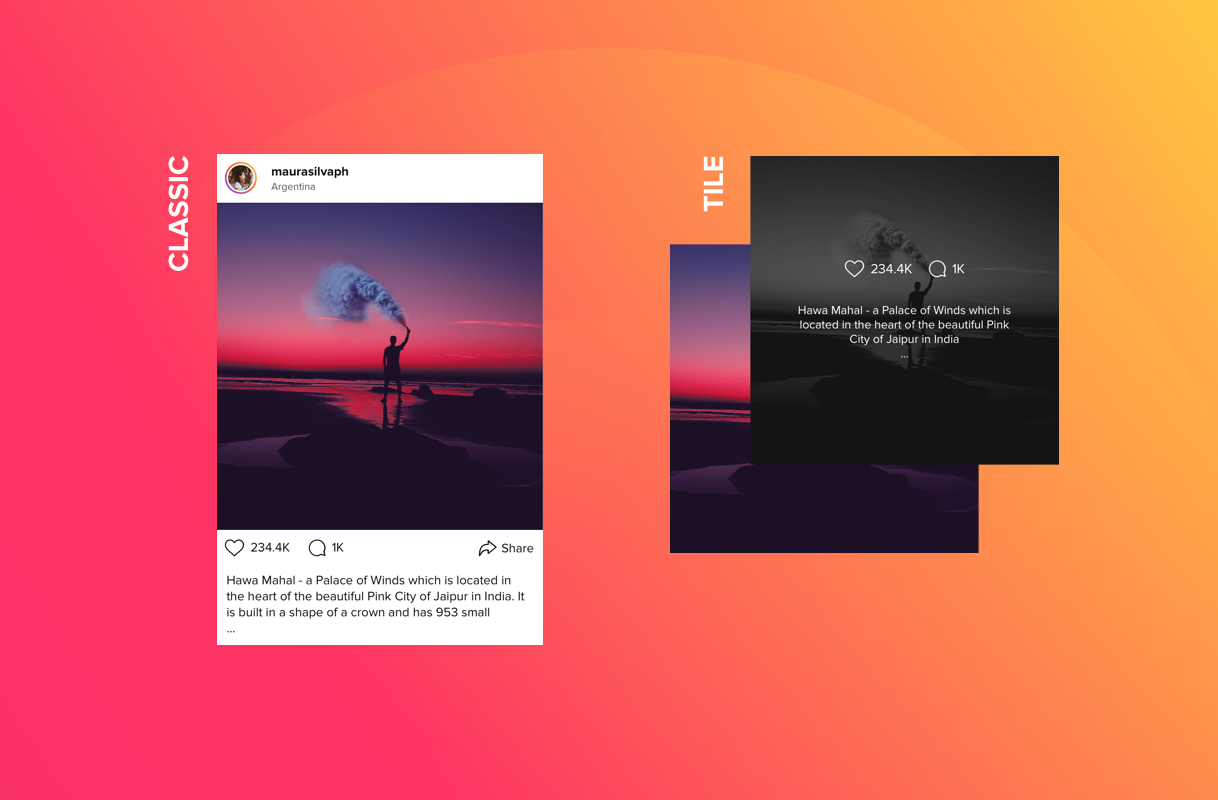 CLASSIC
maurasilvaph
Argentina
234.4K 1K Share
Hawa Mahal - a Palace of Winds which is located in
the heart of the beautiful Pink City of Jaipur in India. It
is built in a shape of a crown and has 953 small
...
TILE
234.4K 1K
Hawa Mahal - a Palace of Winds which is
located in the heart of the beautiful Pink
City of Jaipur in India
...